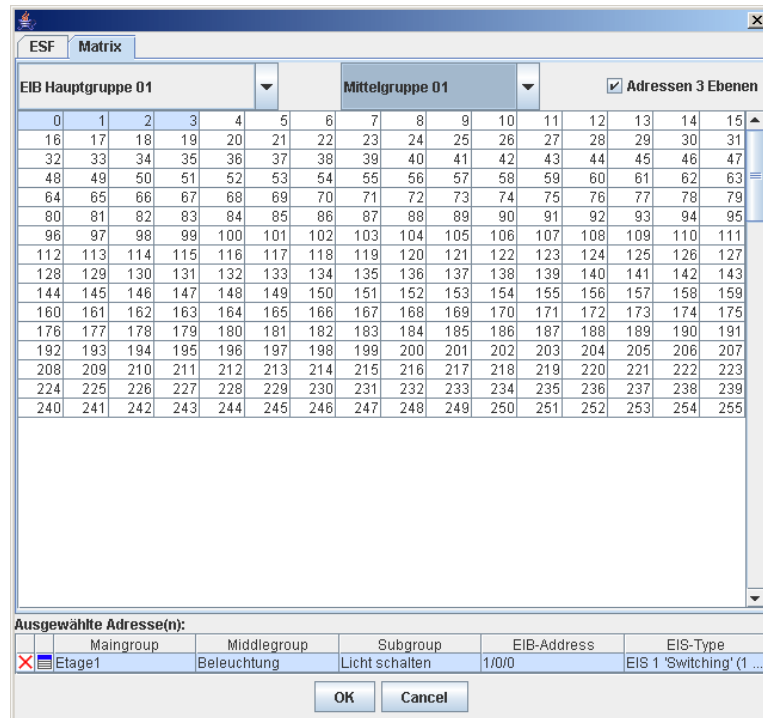 ESF Matrix
EIB Hauptgruppe 01 Mittelgruppe 01 Adressen 3 Ebenen
0 1 2 3 4 5 6 7 8 9 10 11 12 13 14 15
16 17 18 19 20 21 22 23 24 25 26 27 28 29 30 31
32 33 34 35 36 37 38 39 40 41 42 43 44 45 46 47
48 49 50 51 52 53 54 55 56 57 58 59 60 61 62 63
64 65 66 67 68 69 70 71 72 73 74 75 76 77 78 79
80 81 82 83 84 85 86 87 88 89 90 91 92 93 94 95
96 97 98 99 100 101 102 103 104 105 106 107 108 109 110 111
112 113 114 115 116 117 118 119 120 121 122 123 124 125 126 127
128 129 130 131 132 133 134 135 136 137 138 139 140 141 142 143
144 145 146 147 148 149 150 151 152 153 154 155 156 157 158 159
160 161 162 163 164 165 166 167 168 169 170 171 172 173 174 175
176 177 178 179 180 181 182 183 184 185 186 187 188 189 190 191
192 193 194 195 196 197 198 199 200 201 202 203 204 205 206 207
208 209 210 211 212 213 214 215 216 217 218 219 220 221 222 223
224 225 226 227 228 229 230 231 232 233 234 235 236 237 238 239
240 241 242 243 244 245 246 247 248 249 250 251 252 253 254 255
Ausgewählte Adresse(n):
Maingroup Middlegroup Subgroup EIB-Address EIS-Type
Etage1 Beleuchtung Licht schalten 1/0/0 EIS 1 'Switching' (1 ...
OK Cancel